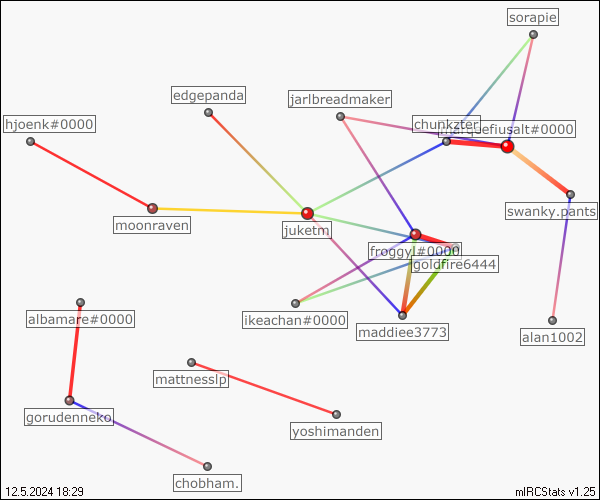 sorapie
edgepanda
jarlbreadmaker
hjoenk#0000
chunkzter
marquefiusalt#0000
moonraven
juketm
swanky.pants
froggyl#0000
goldfire6444
albamare#0000
ikeachan#0000
maddiee3773
alan1002
mattnesslp
gorudenneko
yoshimanden
chobham.
12.5.2024 18:29
mIRCStats v1.25